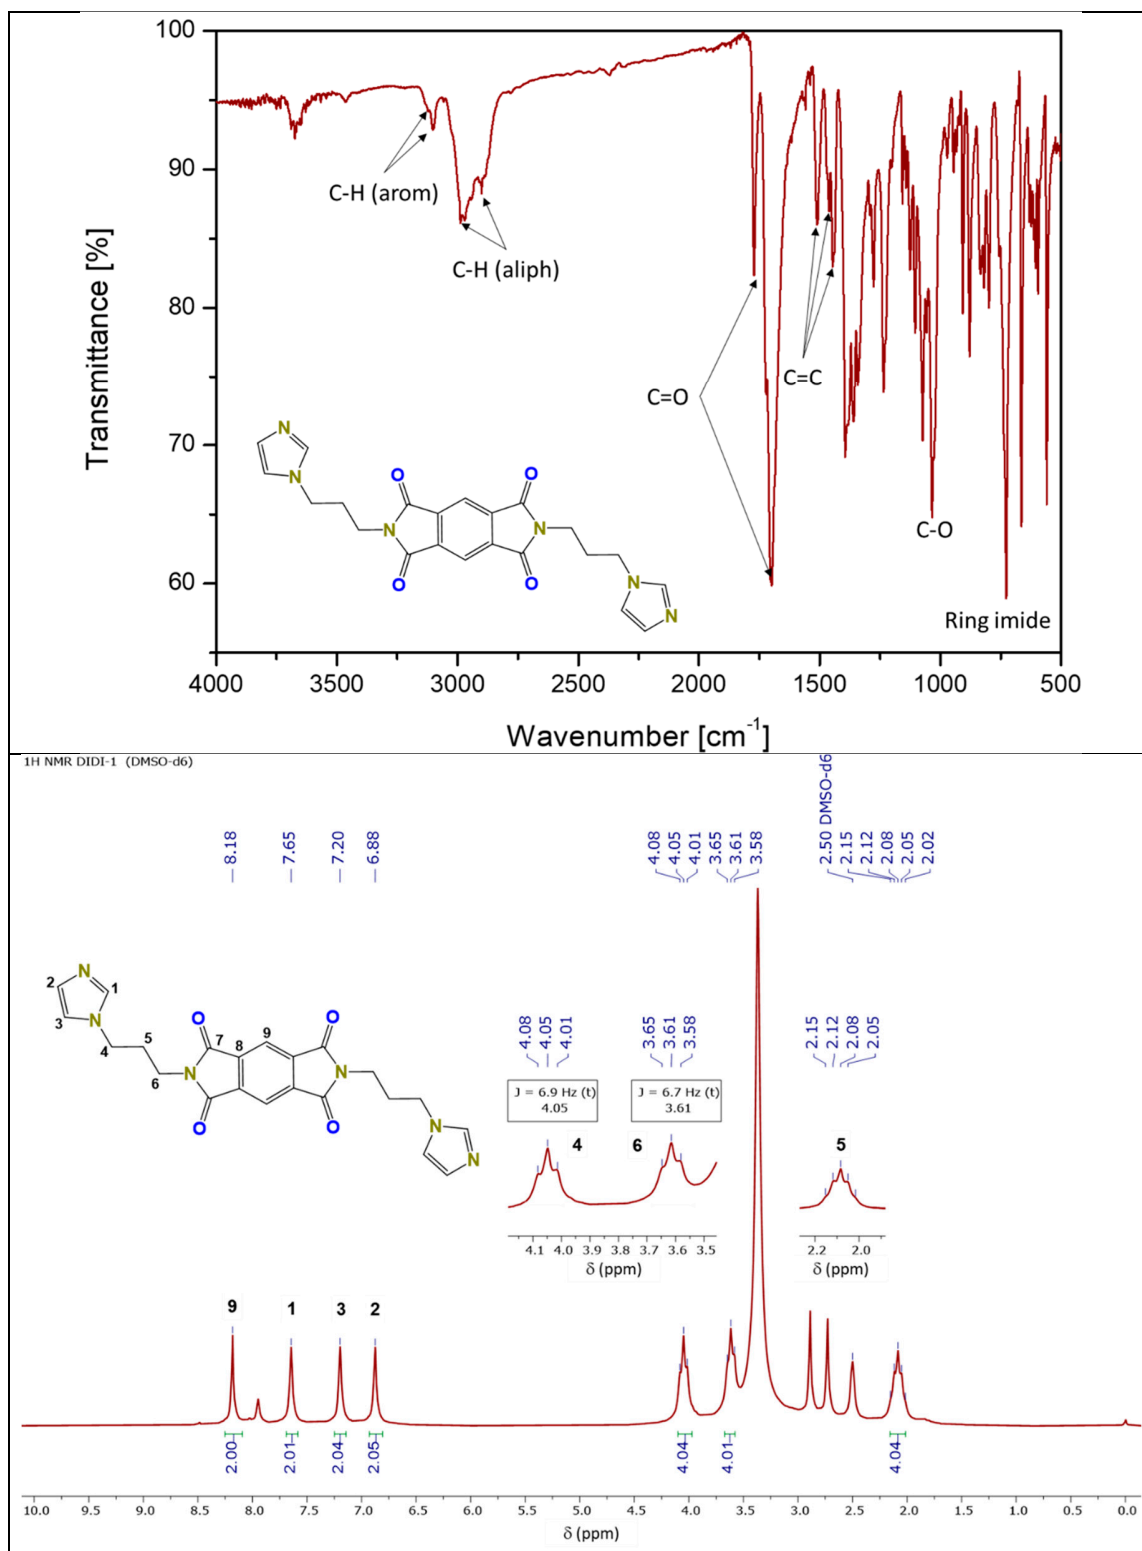 100
90
80
70
60
Transmittance [%]
C-H (arom)
C-H (aliph)
C=O
C=C
C-O
Ring imide
N
N
O
O
N
N
O
O
N
N
4000 3500 3000 2500 2000 1500 1000 500
Wavenumber [cm-1]
1H NMR DIDI-1 (DMSO-d6)
8.18
7.65
7.20
6.88
4.08
4.05
4.01
3.65
3.61
3.58
2.50 DMSO-d6
2.15
2.12
2.08
2.05
2.02
2 N 1
3 N
4 5 6
O 7 8 9 O
N N
O O
N
N
4.08
4.05
4.01
3.65
3.61
3.58
2.15
2.12
2.08
2.05
J = 6.9 Hz (t)
4.05
J = 6.7 Hz (t)
3.61
4 6 5
4.1 4.0 3.9 3.8 3.7 3.6 3.5
δ (ppm)
2.2 2.0
δ (ppm)
9 1 3 2
2.00
2.01
2.04
2.05
4.04
4.01
4.04
10.0 9.5 9.0 8.5 8.0 7.5 7.0 6.5 6.0 5.5 5.0 4.5 4.0 3.5 3.0 2.5 2.0 1.5 1.0 0.5 0.0
δ (ppm)